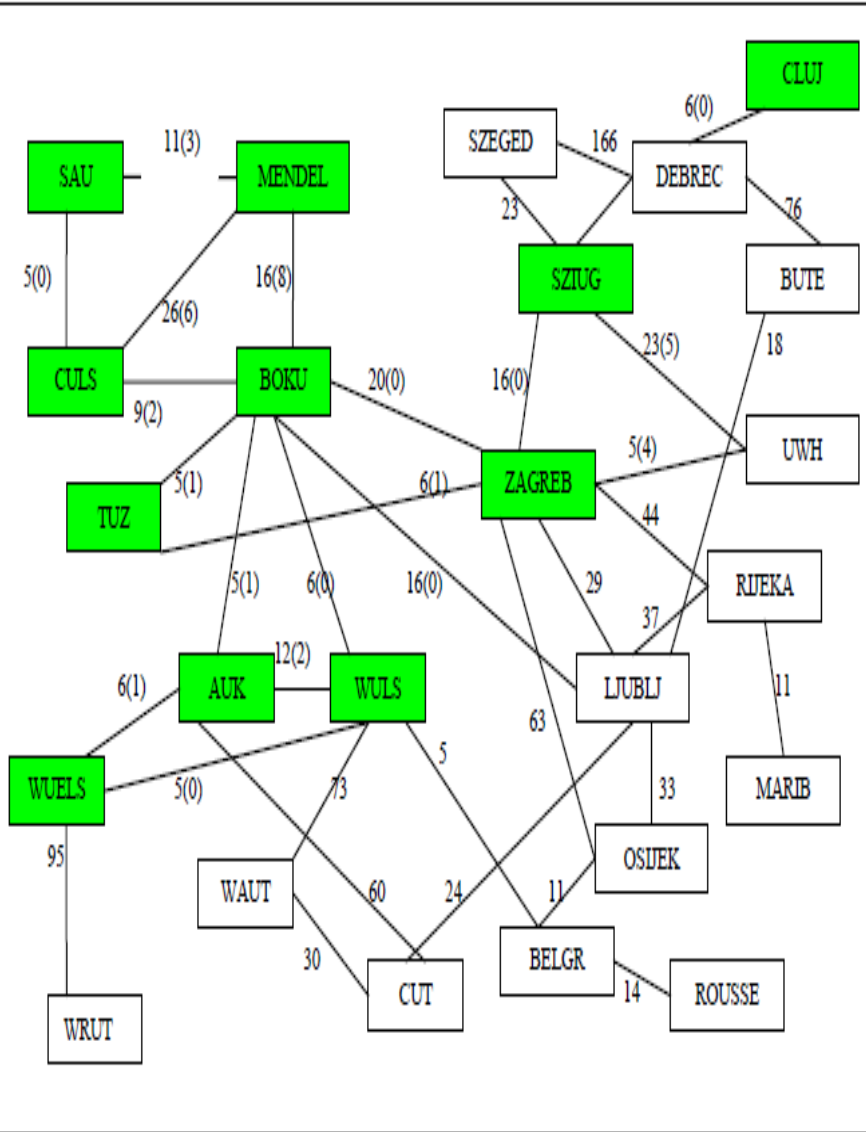 CLUJ
6(0)
SZEGED
166
11(3)
SAU
MENDEL
DEBREC
23
76
5(0)
16(8)
SZIUG
BUTE
26(6)
23(5)
18
CULS
BOKU
20(0)
16(0)
9(2)
5(4)
UWH
5(1)
6(1)
ZAGREB
TUZ
44
5(1)
6(0)
16(0)
29
RIJEKA
37
12(2)
6(1)
AUK
WULS
LJUBLJ
11
63
5
WUELS
5(0)
73
33
MARIB
95
OSIJEK
WAUT
60
24
11
30
BELGR
CUT
14
ROUSSE
WRUT